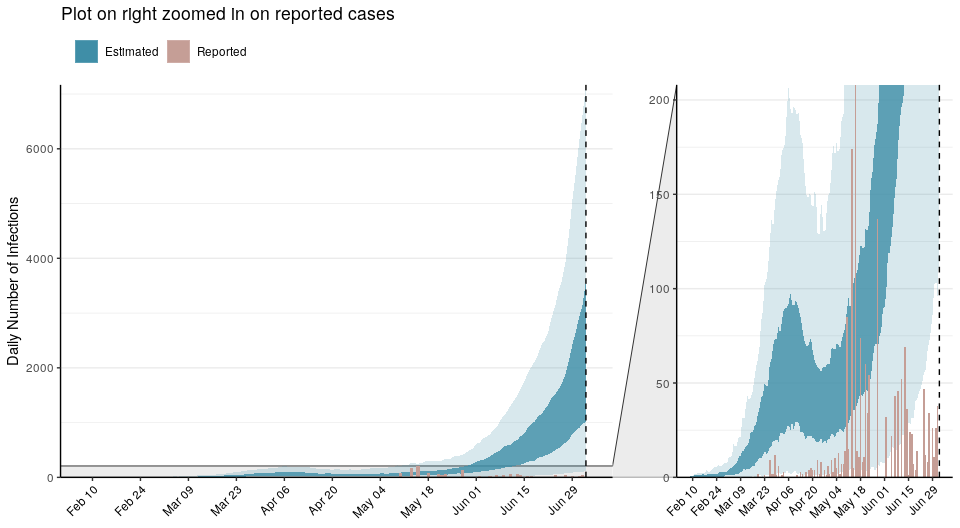 Plot on right zoomed in on reported cases
Estimated Reported
Daily Number of Infections
6000
4000
2000
0
Feb 10 Feb 24 Mar 09 Mar 23 Apr 06 Apr 20 May 04 May 18 Jun 01 Jun 15 Jun 29
200
150
100
50
0
Feb 10 Feb 24 Mar 09 Mar 23 Apr 06 Apr 20 May 04 May 18 Jun 01 Jun 15 Jun 29